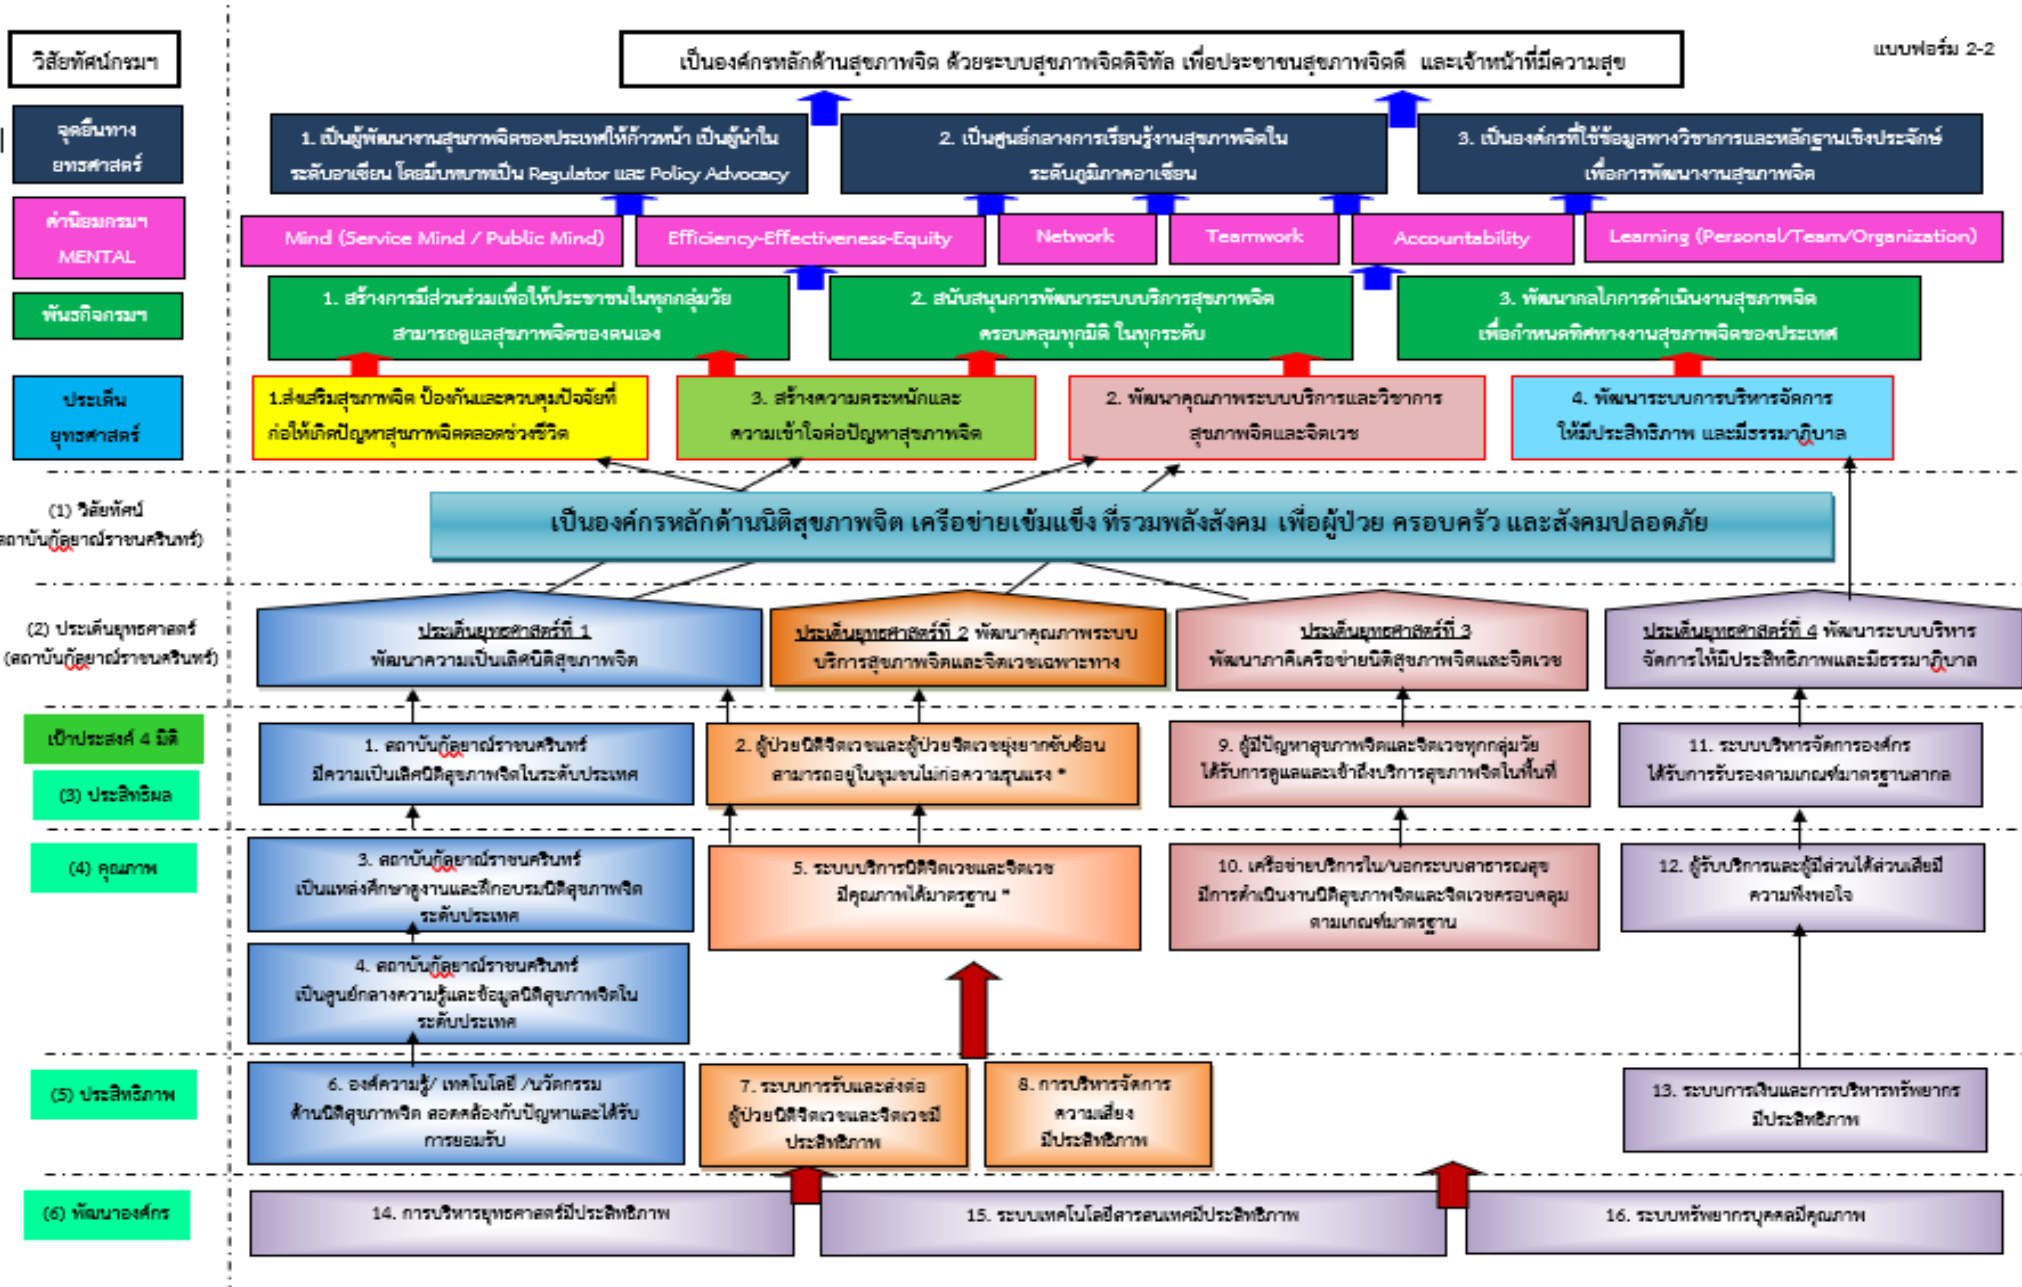 แบบฟอร์ม 2-2
วิสัยทัศน์กรมฯ
เป็นองค์กรหลักด้านสุขภาพจิต ด้วยระบบสุขภาพจิตดิจิทัล เพื่อประชาชนสุขภาพจิตดี และเจ้าหน้าที่มีความสุข
จุดยืนทาง
ยุทธศาสตร์
1. เป็นผู้พัฒนางานสุขภาพจิตของประเทศให้ก้าวหน้า เป็นผู้นำใน
ระดับอาเซียน โดยมีบทบาทเป็น Regulator และ Policy Advocacy
2. เป็นศูนย์กลางการเรียนรู้งานสุขภาพจิตใน
ระดับภูมิภาคอาเซียน
3. เป็นองค์กรที่ใช้ข้อมูลทางวิชาการและหลักฐานเชิงประจักษ์
เพื่อการพัฒนางานสุขภาพจิต
ค่านิยมกรมฯ
MENTAL
Mind (Service Mind / Public Mind)
Efficiency-Effectiveness-Equity
Network
Teamwork
Accountability
Learning (Personal/Team/Organization)
พันธกิจกรมฯ
1. สร้างการมีส่วนร่วมเพื่อให้ประชาชนในทุกกลุ่มวัย
สามารถดูแลสุขภาพจิตของตนเอง
2. สนับสนุนการพัฒนาระบบบริการสุขภาพจิต
ครอบคลุมทุกมิติ ในทุกระดับ
3. พัฒนากลไกการดำเนินงานสุขภาพจิต
เพื่อกำหนดทิศทางงานสุขภาพจิตของประเทศ
ประเด็น
ยุทธศาสตร์
1.ส่งเสริมสุขภาพจิต ป้องกันและควบคุมปัจจัยที่
ก่อให้เกิดปัญหาสุขภาพจิตตลอดช่วงชีวิต
3. สร้างความตระหนักและ
ความเข้าใจต่อปัญหาสุขภาพจิต
2. พัฒนาคุณภาพระบบบริการและวิชาการ
สุขภาพจิตและจิตเวช
4. พัฒนาระบบการบริหารจัดการ
ให้มีประสิทธิภาพ และมีธรรมาภิบาล
(1) วิสัยทัศน์
สถาบันกัลยาณ์ราชนครินทร์)
เป็นองค์กรหลักด้านนิติสุขภาพจิต เครือข่ายเข้มแข็ง ที่รวมพลังสังคม เพื่อผู้ป่วย ครอบครัว และสังคมปลอดภัย
(2) ประเด็นยุทธศาสตร์
(สถาบันกัลยาณ์ราชนครินทร์)
ประเด็นยุทธศาสตร์ที่ 1
พัฒนาความเป็นเลิศนิติสุขภาพจิต
ประเด็นยุทธศาสตร์ที่ 2 พัฒนาคุณภาพระบบ
บริการสุขภาพจิตและจิตเวชเฉพาะทาง
ประเด็นยุทธศาสตร์ที่ 3
พัฒนาภาคีเครือข่ายนิติสุขภาพจิตและจิตเวช
ประเด็นยุทธศาสตร์ที่ 4 พัฒนาระบบบริหาร
จัดการให้มีประสิทธิภาพและมีธรรมาภิบาล
เป้าประสงค์ 4 มิติ
(3) ประสิทธิผล
1. สถาบันกัลยาณ์ราชนครินทร์
มีความเป็นเลิศนิติสุขภาพจิตในระดับประเทศ
2. ผู้ป่วยนิติจิตเวชและผู้ป่วยจิตเวชยุ่งยากซับซ้อน
สามารถอยู่ในชุมชนไม่ก่อความรุนแรง *
9. ผู้มีปัญหาสุขภาพจิตและจิตเวชทุกกลุ่มวัย
ได้รับการดูแลและเข้าถึงบริการสุขภาพจิตในพื้นที่
11. ระบบบริหารจัดการองค์กร
ได้รับการรับรองตามเกณฑ์มาตรฐานสากล
(4) คุณภาพ
3. สถาบันกัลยาณ์ราชนครินทร์
เป็นแหล่งศึกษาดูงานและฝึกอบรมนิติสุขภาพจิต
ระดับประเทศ
5. ระบบบริการนิติจิตเวชและจิตเวช
มีคุณภาพได้มาตรฐาน *
10. เครือข่ายบริการใน/นอกระบบสาธารณสุข
มีการดำเนินงานนิติสุขภาพจิตและจิตเวชครอบคลุม
ตามเกณฑ์มาตรฐาน
12. ผู้รับบริการและผู้มีส่วนได้ส่วนเสียมี
ความพึงพอใจ
4. สถาบันกัลยาณ์ราชนครินทร์
เป็นศูนย์กลางความรู้และข้อมูลนิติสุขภาพจิตใน
ระดับประเทศ
(5) ประสิทธิภาพ
6. องค์ความรู้/ เทคโนโลยี /นวัตกรรม
ด้านนิติสุขภาพจิต สอดคล้องกับปัญหาและได้รับ
การยอมรับ
7. ระบบการรับและส่งต่อ
ผู้ป่วยนิติจิตเวชและจิตเวชมี
ประสิทธิภาพ
8. การบริหารจัดการ
ความเสี่ยง
มีประสิทธิภาพ
13. ระบบการเงินและการบริหารทรัพยากร
มีประสิทธิภาพ
(6) พัฒนาองค์กร
14. การบริหารยุทธศาสตร์มีประสิทธิภาพ
15. ระบบเทคโนโลยีสารสนเทศมีประสิทธิภาพ
16. ระบบทรัพยากรบุคคลมีคุณภาพ